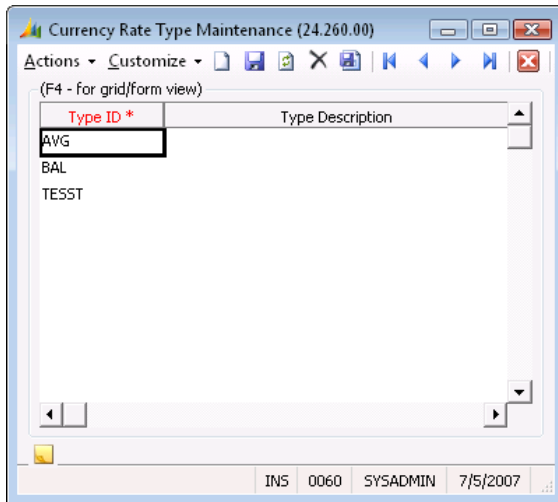 Currency Rate Type Maintenance (24.260.00)
Actions Customize
(F4 - for grid/form view)
Type ID * Type Description
AVG
BAL
TESST
INS 0060 SYSADMIN 7/5/2007